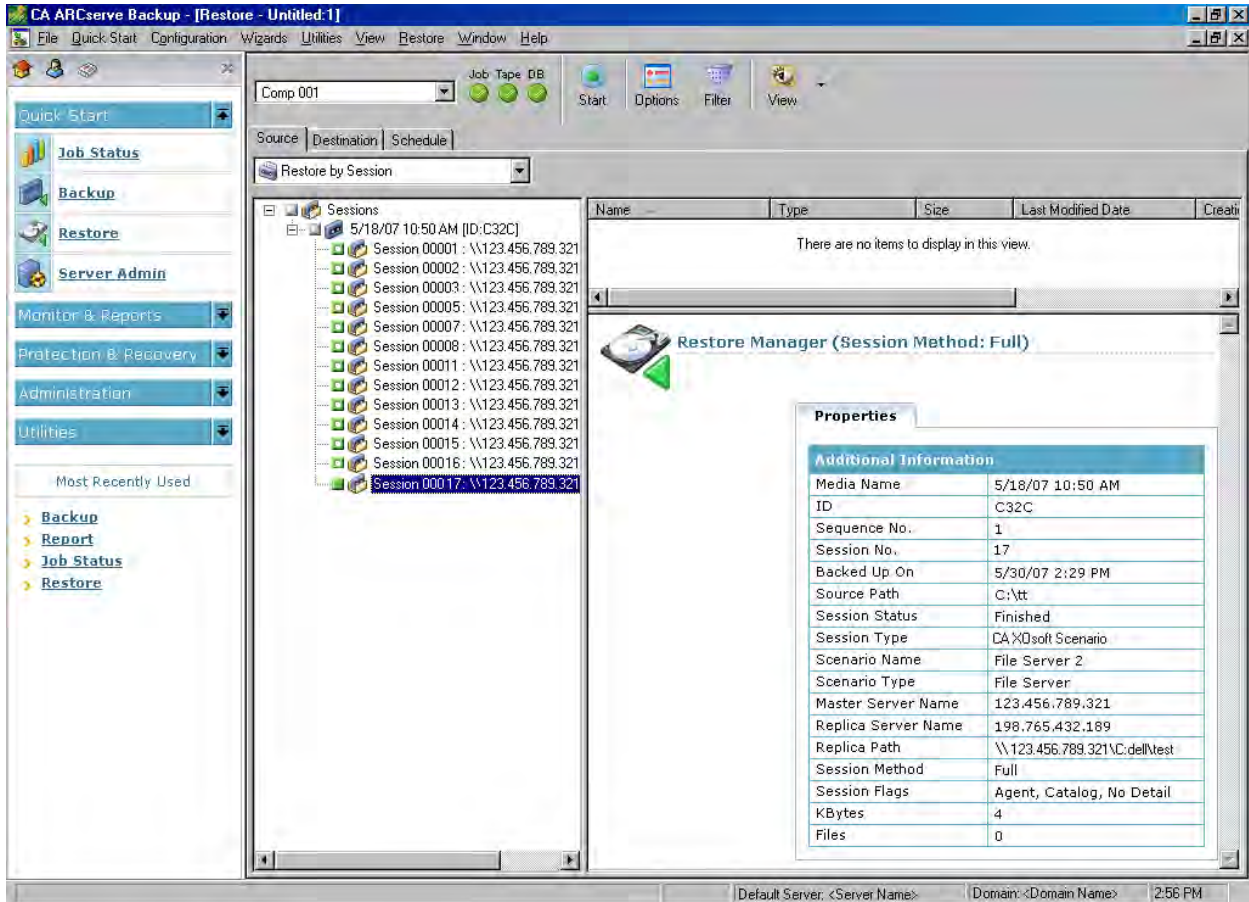 CA ARCserve Backup - [Restore - Untitled:1]
File Quick Start Configuration Wizards Utilities View Restore Window Help
Comp 001
Job Tape DB
Start Options Filter View
Quick Start
Job Status
Backup
Restore
Server Admin
Monitor & Reports
Protection & Recovery
Administration
Utilities
Most Recently Used
Backup
Report
Job Status
Restore
Source Destination Schedule
Restore by Session
Sessions
5/18/07 10:50 AM [ID:C32C]
Session 00001 : \\123.456.789.321
Session 00002 : \\123.456.789.321
Session 00003 : \\123.456.789.321
Session 00005 : \\123.456.789.321
Session 00007 : \\123.456.789.321
Session 00008 : \\123.456.789.321
Session 00011 : \\123.456.789.321
Session 00012 : \\123.456.789.321
Session 00013 : \\123.456.789.321
Session 00014 : \\123.456.789.321
Session 00015 : \\123.456.789.321
Session 00016 : \\123.456.789.321
Session 00017: \\123.456.789.321
Name Type Size Last Modified Date Creati
There are no items to display in this view.
Restore Manager (Session Method: Full)
Properties
Additional Information
Media Name 5/18/07 10:50 AM
ID C32C
Sequence No. 1
Session No. 17
Backed Up On 5/30/07 2:29 PM
Source Path C:\tt
Session Status Finished
Session Type CA XOsoft Scenario
Scenario Name File Server 2
Scenario Type File Server
Master Server Name 123.456.789.321
Replica Server Name 198.765.432.189
Replica Path \\123.456.789.321\C:dell\test
Session Method Full
Session Flags Agent, Catalog, No Detail
KBytes 4
Files 0
Default Server: <Server Name> Domain: <Domain Name> 2:56 PM